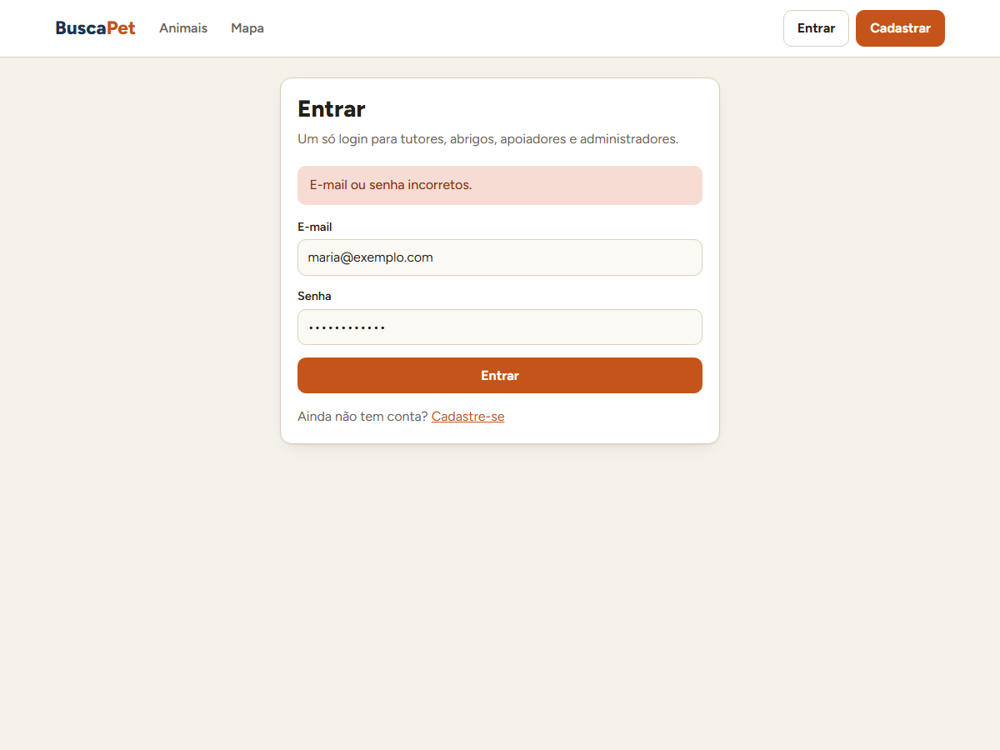 BuscaPet Animais Mapa Entrar Cadastrar
Entrar
Um só login para tutores, abrigos, apoiadores e administradores.
E-mail ou senha incorretos.
E-mail
maria@exemplo.com
Senha
••••••••••••
Entrar
Ainda não tem conta? Cadastre-se